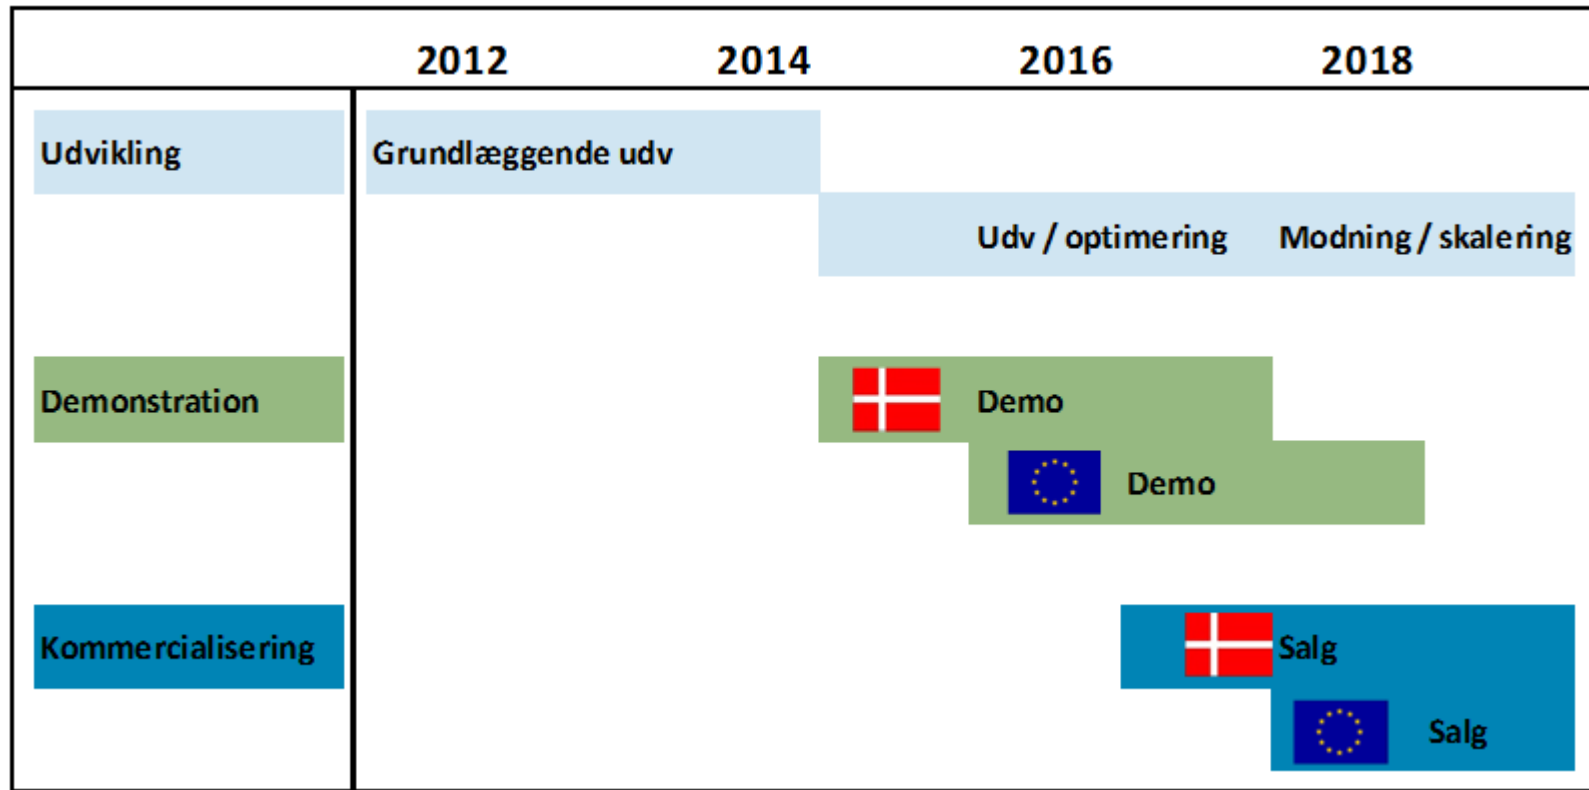 2012 2014 2016 2018
Udvikling Grundlæggende udv
Udv / optimering Modning / skalering
Demonstration Demo
Demo
Kommercialisering Salg
Salg